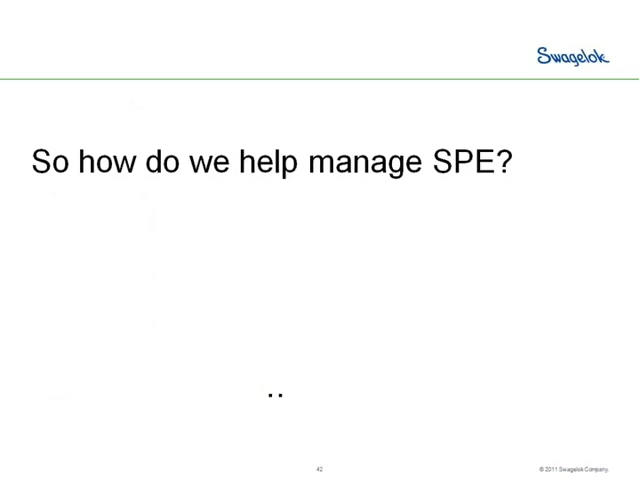 Swagelok
So how do we help manage SPE?
..
42
© 2011 Swagelok Company.